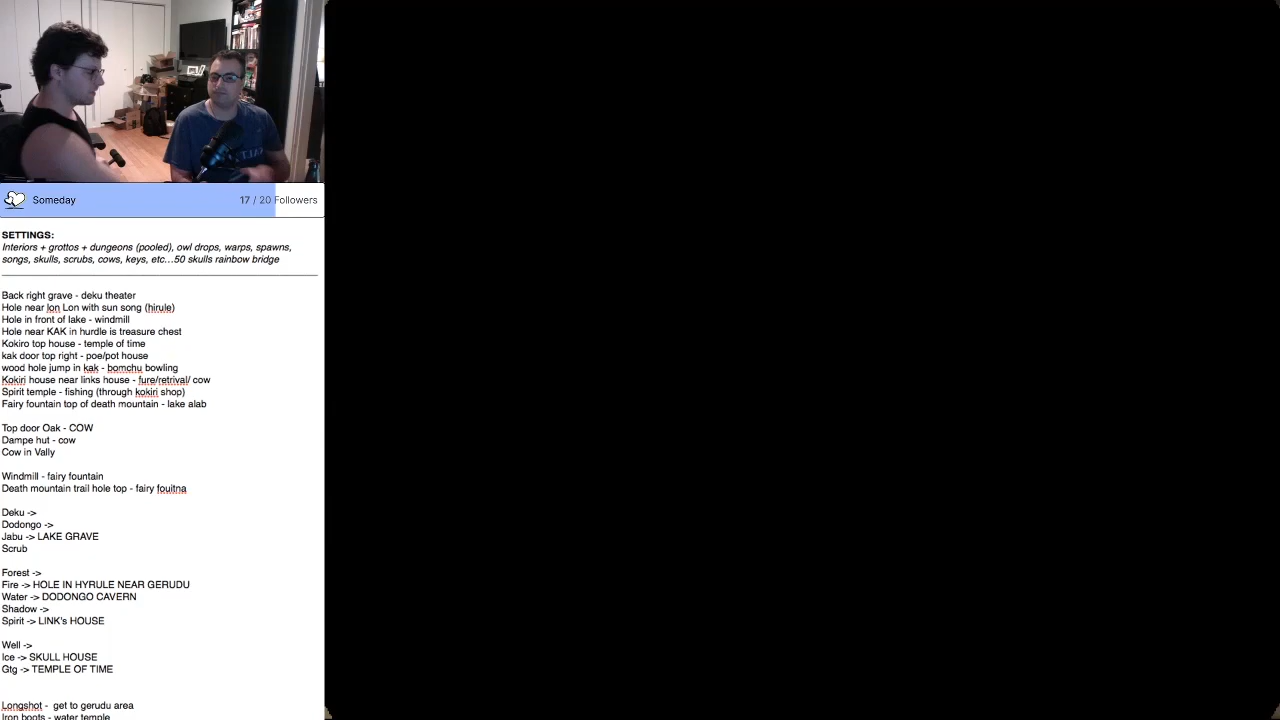 Someday
17 / 20 Followers
SETTINGS:
Interiors + grottos + dungeons (pooled), owl drops, warps, spawns,
songs, skulls, scrubs, cows, keys, etc...50 skulls rainbow bridge
Back right grave - deku theater
Hole near lon Lon with sun song (hirule)
Hole in front of lake - windmill
Hole near KAK in hurdle is treasure chest
Kokiro top house - temple of time
kak door top right - poe/pot house
wood hole jump in kak - bomchu bowling
Kokiri house near links house - fure/retrival/ cow
Spirit temple - fishing (through kokiri shop)
Fairy fountain top of death mountain - lake alab
Top door Oak - COW
Dampe hut - cow
Cow in Vally
Windmill - fairy fountain
Death mountain trail hole top - fairy fouitna
Deku ->
Dodongo ->
Jabu -> LAKE GRAVE
Scrub
Forest ->
Fire -> HOLE IN HYRULE NEAR GERUDU
Water -> DODONGO CAVERN
Shadow ->
Spirit -> LINK's HOUSE
Well ->
Ice -> SKULL HOUSE
Gtg -> TEMPLE OF TIME
Longshot - get to gerudu area
Iron boots - water temple